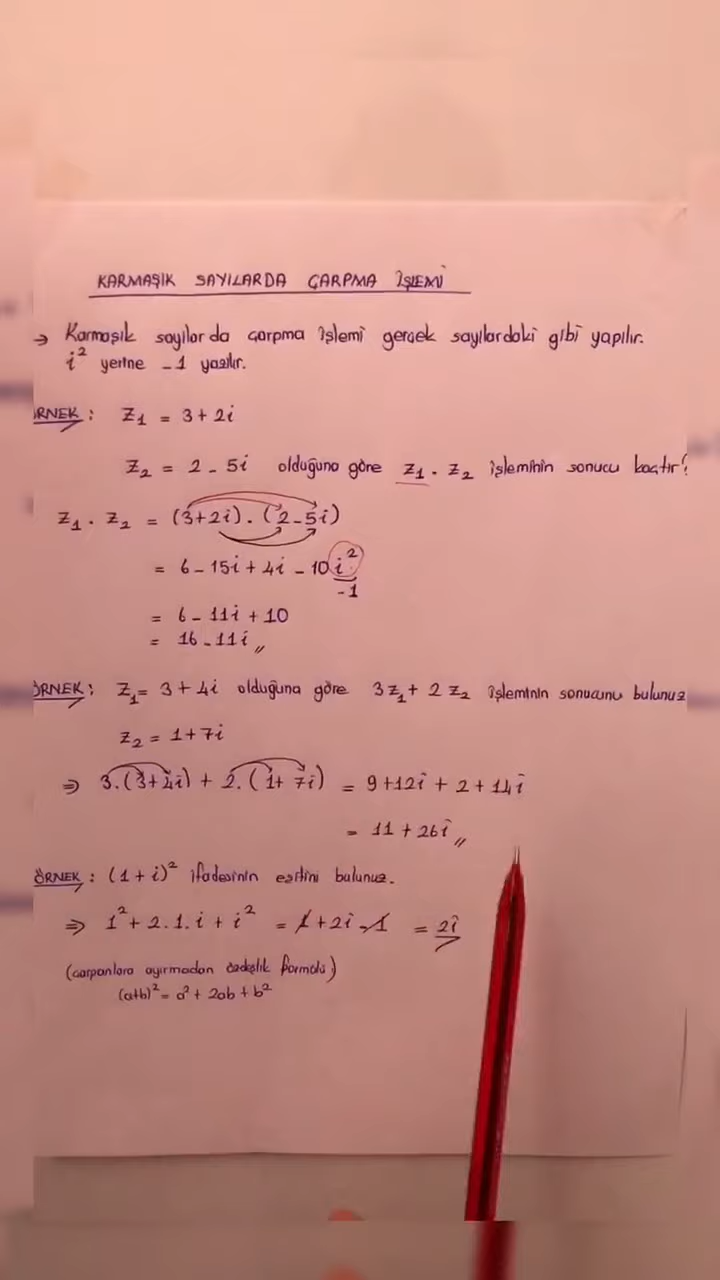 KARMAŞIK SAYILARDA ÇARPMA İŞLEMİ
→ Karmaşık sayılarda çarpma işlemi gerçek sayılardaki gibi yapılır.
i² yerine -1 yazılır.
RNEK: Z₁ = 3 + 2i
Z₂ = 2 - 5i olduğuna göre Z₁ . Z₂ işleminin sonucu kaçtır?
Z₁ . Z₂ = (3+2i) . (2-5i)
= 6 - 15i + 4i - 10i²
-1
= 6 - 11i + 10
= 16 - 11i //
ÖRNEK: Z₁ = 3 + 4i olduğuna göre 3Z₁ + 2Z₂ işleminin sonucunu bulunuz
Z₂ = 1 + 7i
⇒ 3.(3+4i) + 2.(1+7i) = 9 + 12i + 2 + 14i
= 11 + 26i //
ÖRNEK: (1+i)² ifadesinin eşitini bulunuz.
⇒ 1² + 2.1.i + i² = 1 + 2i - 1 = 2i
(çarpanlara ayırmadan özdeşlik formülü)
(a+b)² = a² + 2ab + b²